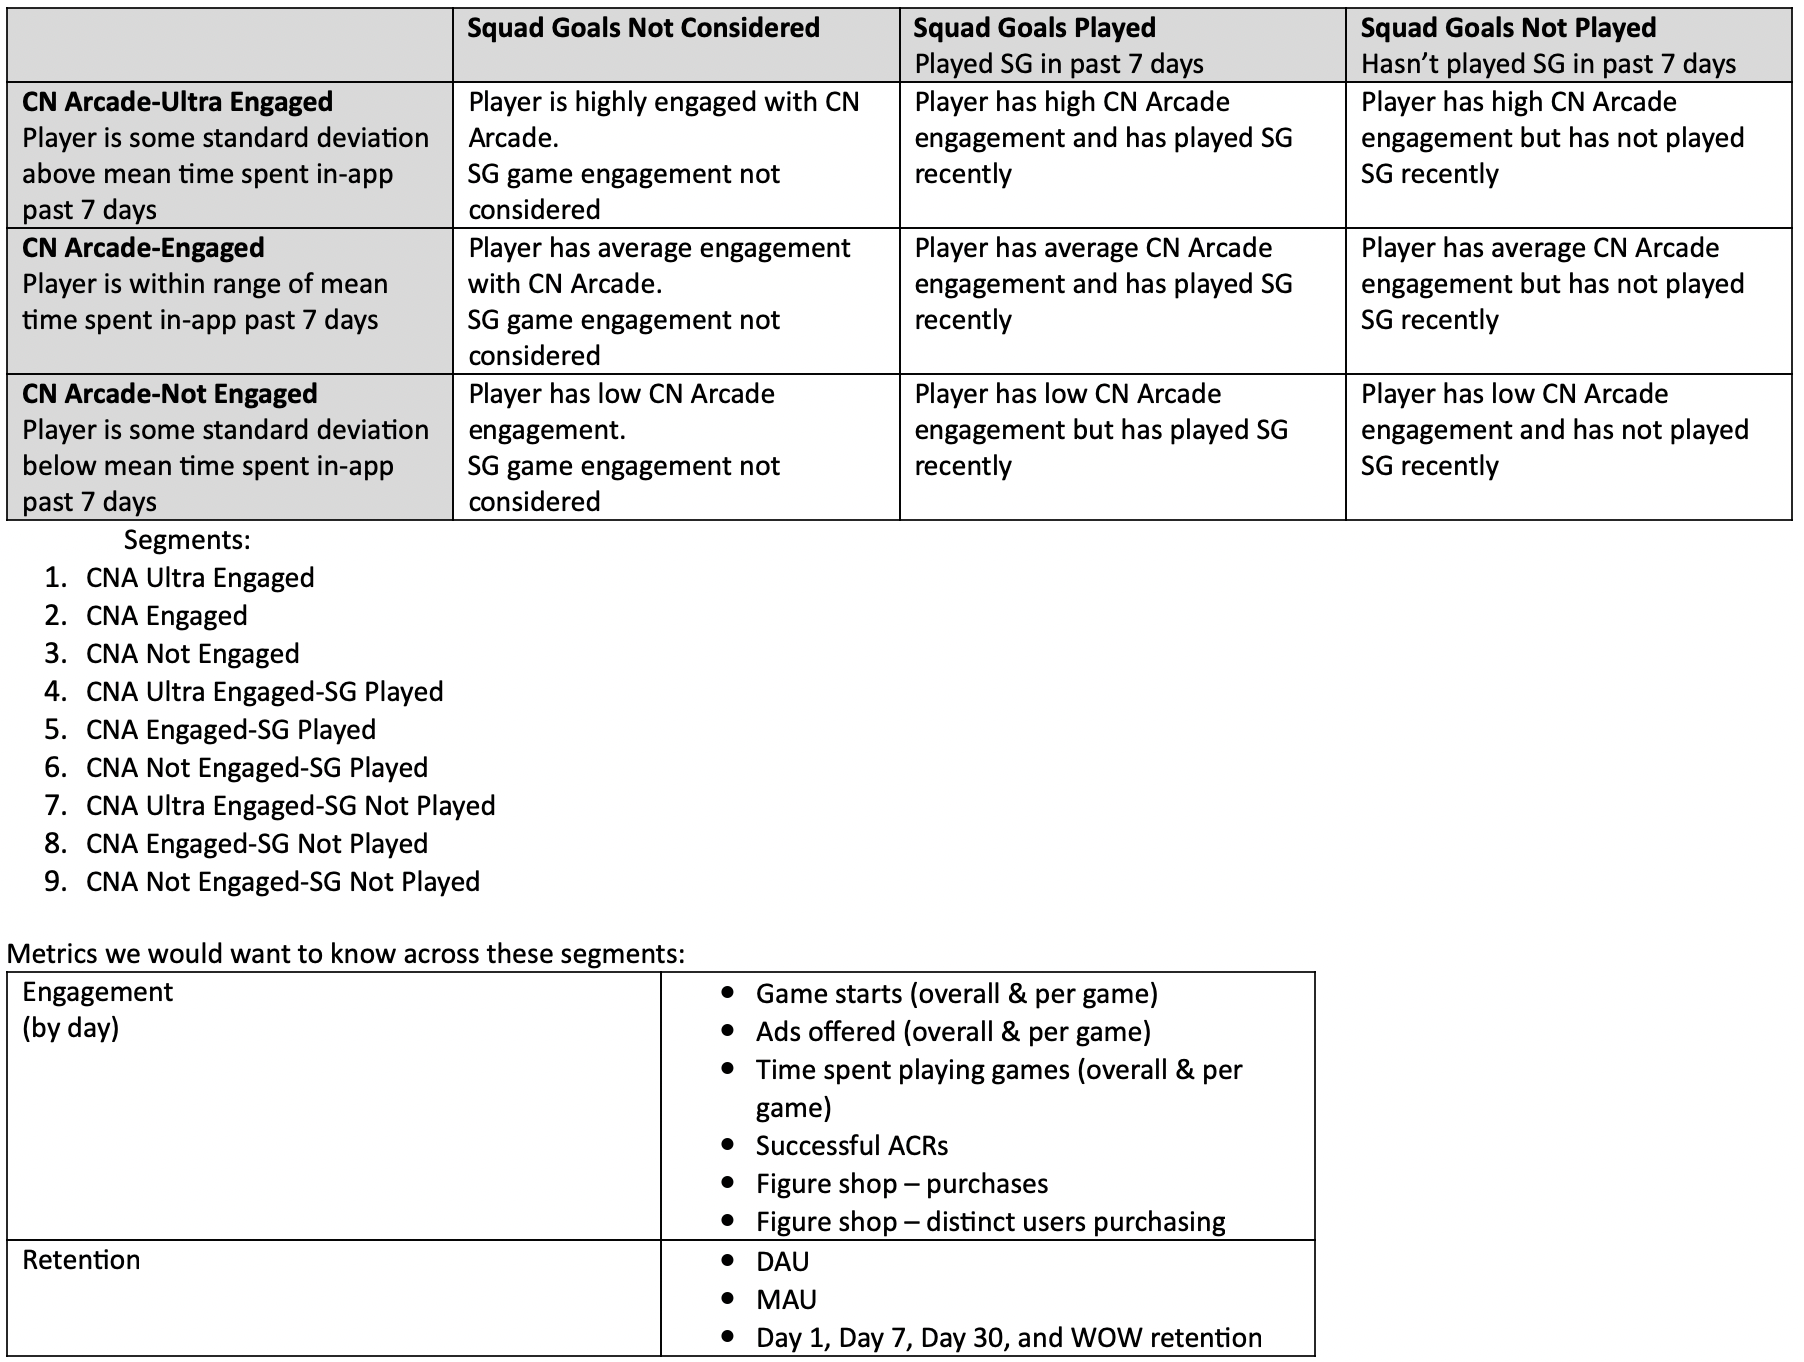 Squad Goals Not Considered
Squad Goals Played
Played SG in past 7 days
Squad Goals Not Played
Hasn’t played SG in past 7 days
CN Arcade-Ultra Engaged
Player is some standard deviation
above mean time spent in-app
past 7 days
Player is highly engaged with CN
Arcade.
SG game engagement not
considered
Player has high CN Arcade
engagement and has played SG
recently
Player has high CN Arcade
engagement but has not played
SG recently
CN Arcade-Engaged
Player is within range of mean
time spent in-app past 7 days
Player has average engagement
with CN Arcade.
SG game engagement not
considered
Player has average CN Arcade
engagement and has played SG
recently
Player has average CN Arcade
engagement but has not played
SG recently
CN Arcade-Not Engaged
Player is some standard deviation
below mean time spent in-app
past 7 days
Player has low CN Arcade
engagement.
SG game engagement not
considered
Player has low CN Arcade
engagement but has played SG
recently
Player has low CN Arcade
engagement and has not played
SG recently
Segments:
1. CNA Ultra Engaged
2. CNA Engaged
3. CNA Not Engaged
4. CNA Ultra Engaged-SG Played
5. CNA Engaged-SG Played
6. CNA Not Engaged-SG Played
7. CNA Ultra Engaged-SG Not Played
8. CNA Engaged-SG Not Played
9. CNA Not Engaged-SG Not Played
Metrics we would want to know across these segments:
Engagement
(by day)
• Game starts (overall & per game)
• Ads offered (overall & per game)
• Time spent playing games (overall & per
game)
• Successful ACRs
• Figure shop – purchases
• Figure shop – distinct users purchasing
Retention
• DAU
• MAU
• Day 1, Day 7, Day 30, and WOW retention